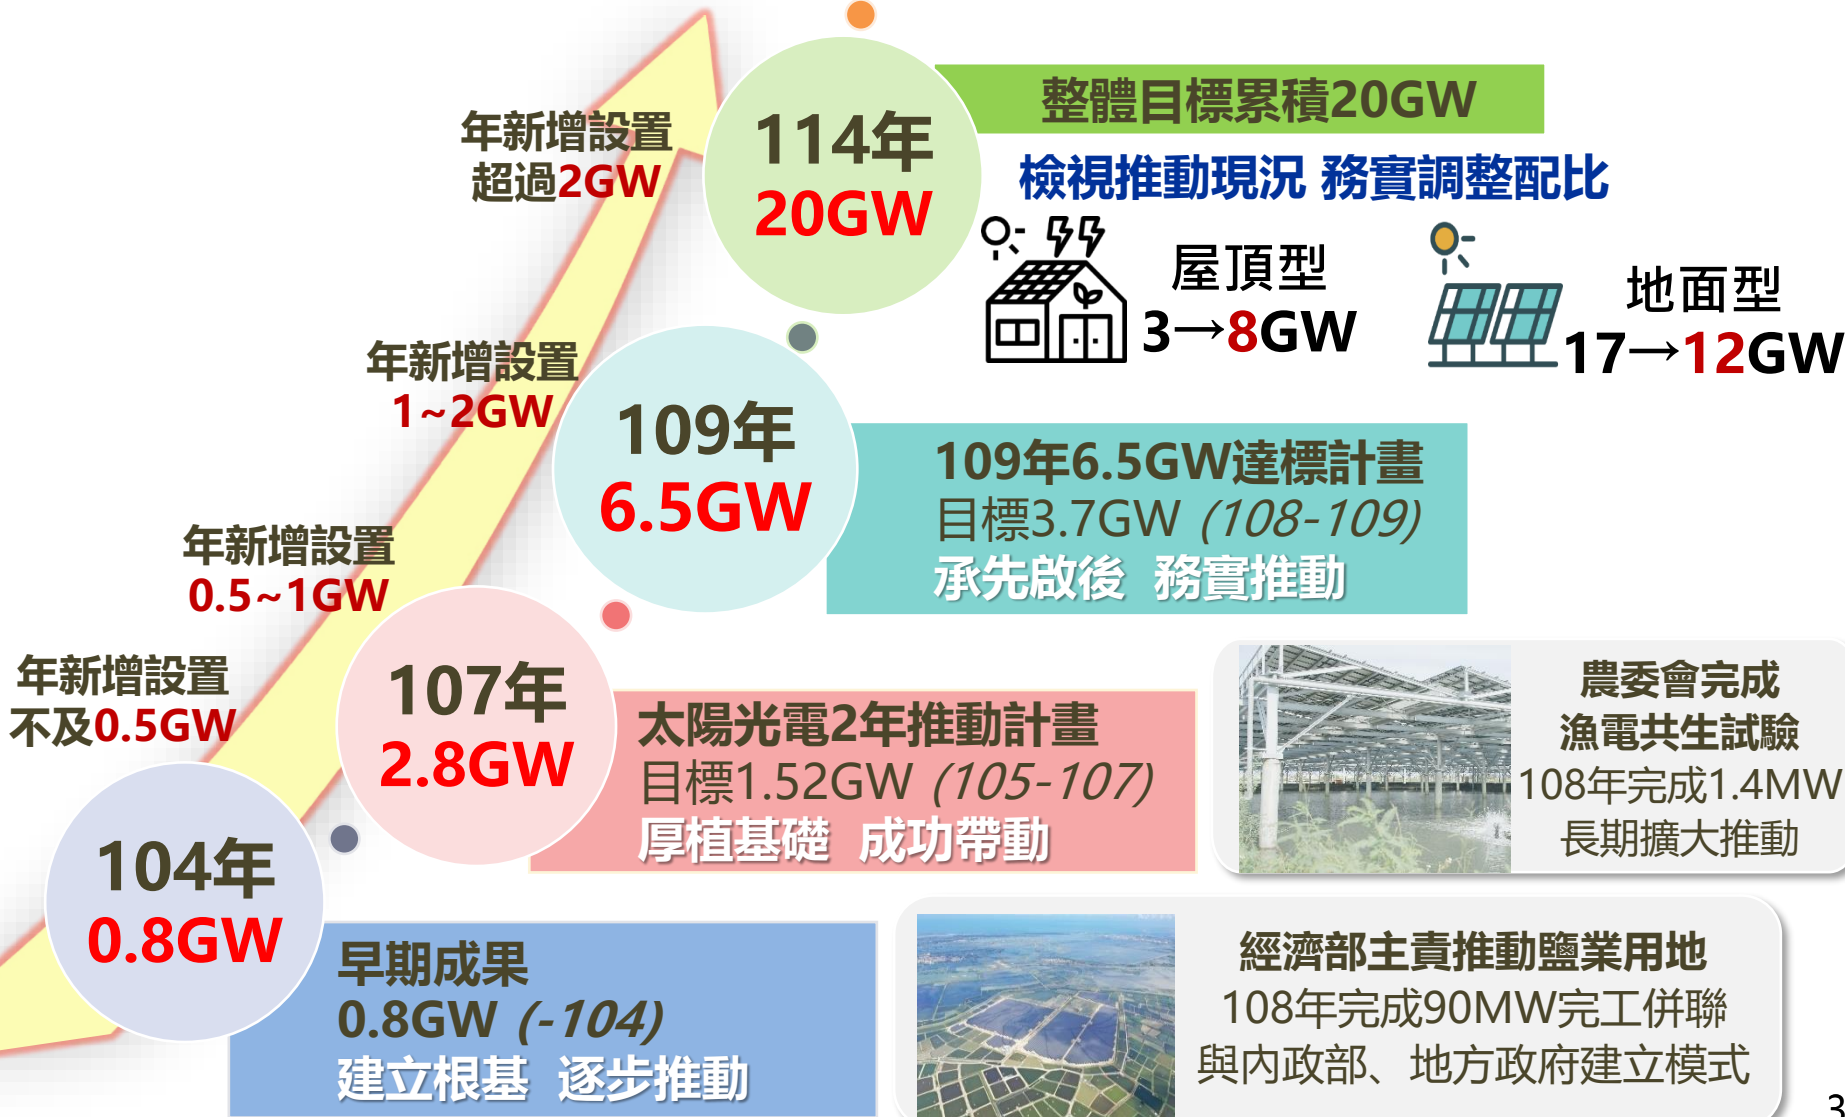 整體目標累積20GW
年新增設置
超過2GW
114年
20GW
檢視推動現況 務實調整配比
屋頂型
3→8GW
地面型
17→12GW
年新增設置
1~2GW
109年
6.5GW
109年6.5GW達標計畫
目標3.7GW (108-109)
承先啟後 務實推動
年新增設置
0.5~1GW
107年
2.8GW
太陽光電2年推動計畫
目標1.52GW (105-107)
厚植基礎 成功帶動
農委會完成
漁電共生試驗
108年完成1.4MW
長期擴大推動
年新增設置
不及0.5GW
104年
0.8GW
早期成果
0.8GW (-104)
建立根基 逐步推動
經濟部主責推動鹽業用地
108年完成90MW完工併聯
與內政部、地方政府建立模式
3